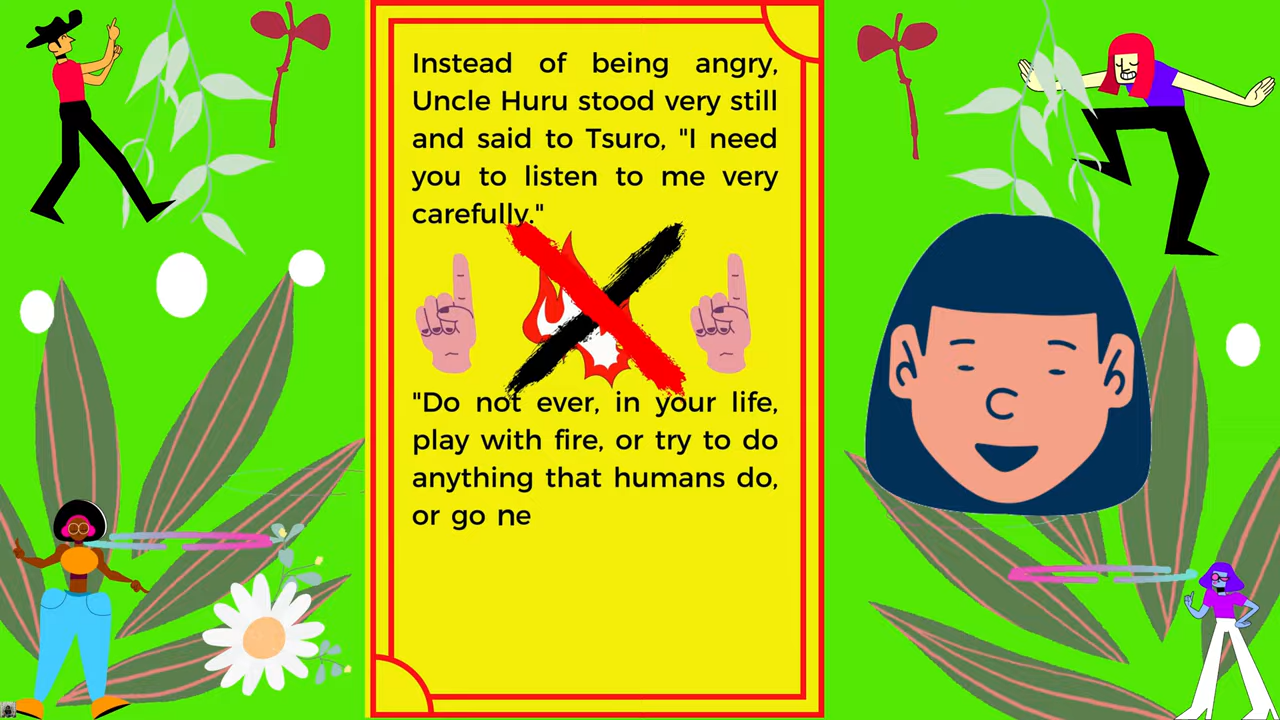 Instead of being angry,
Uncle Huru stood very still
and said to Tsuro, "I need
you to listen to me very
carefully."
"Do not ever, in your life,
play with fire, or try to do
anything that humans do,
or go ne